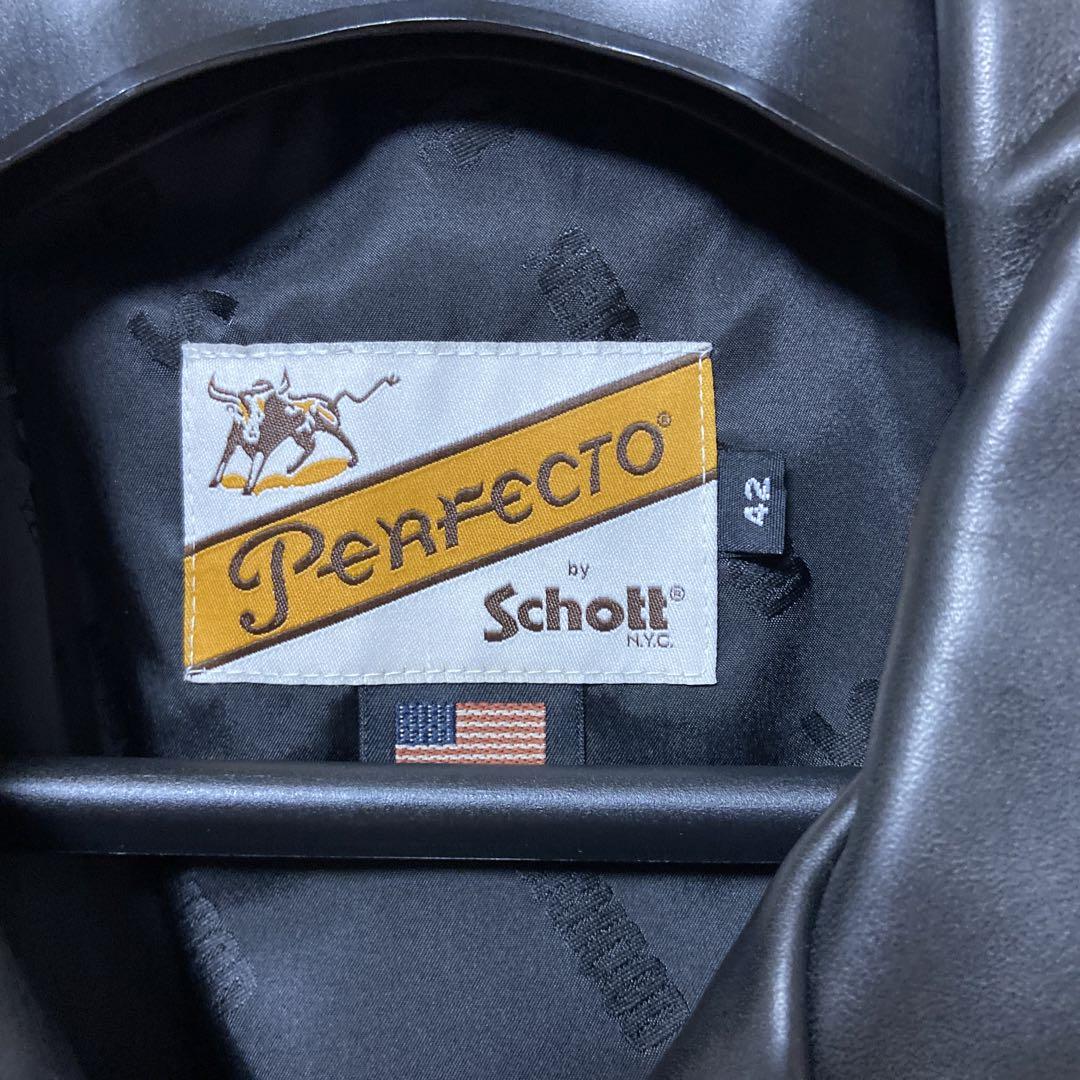 PERFECTO®
by
Schott®
N.Y.C.
42